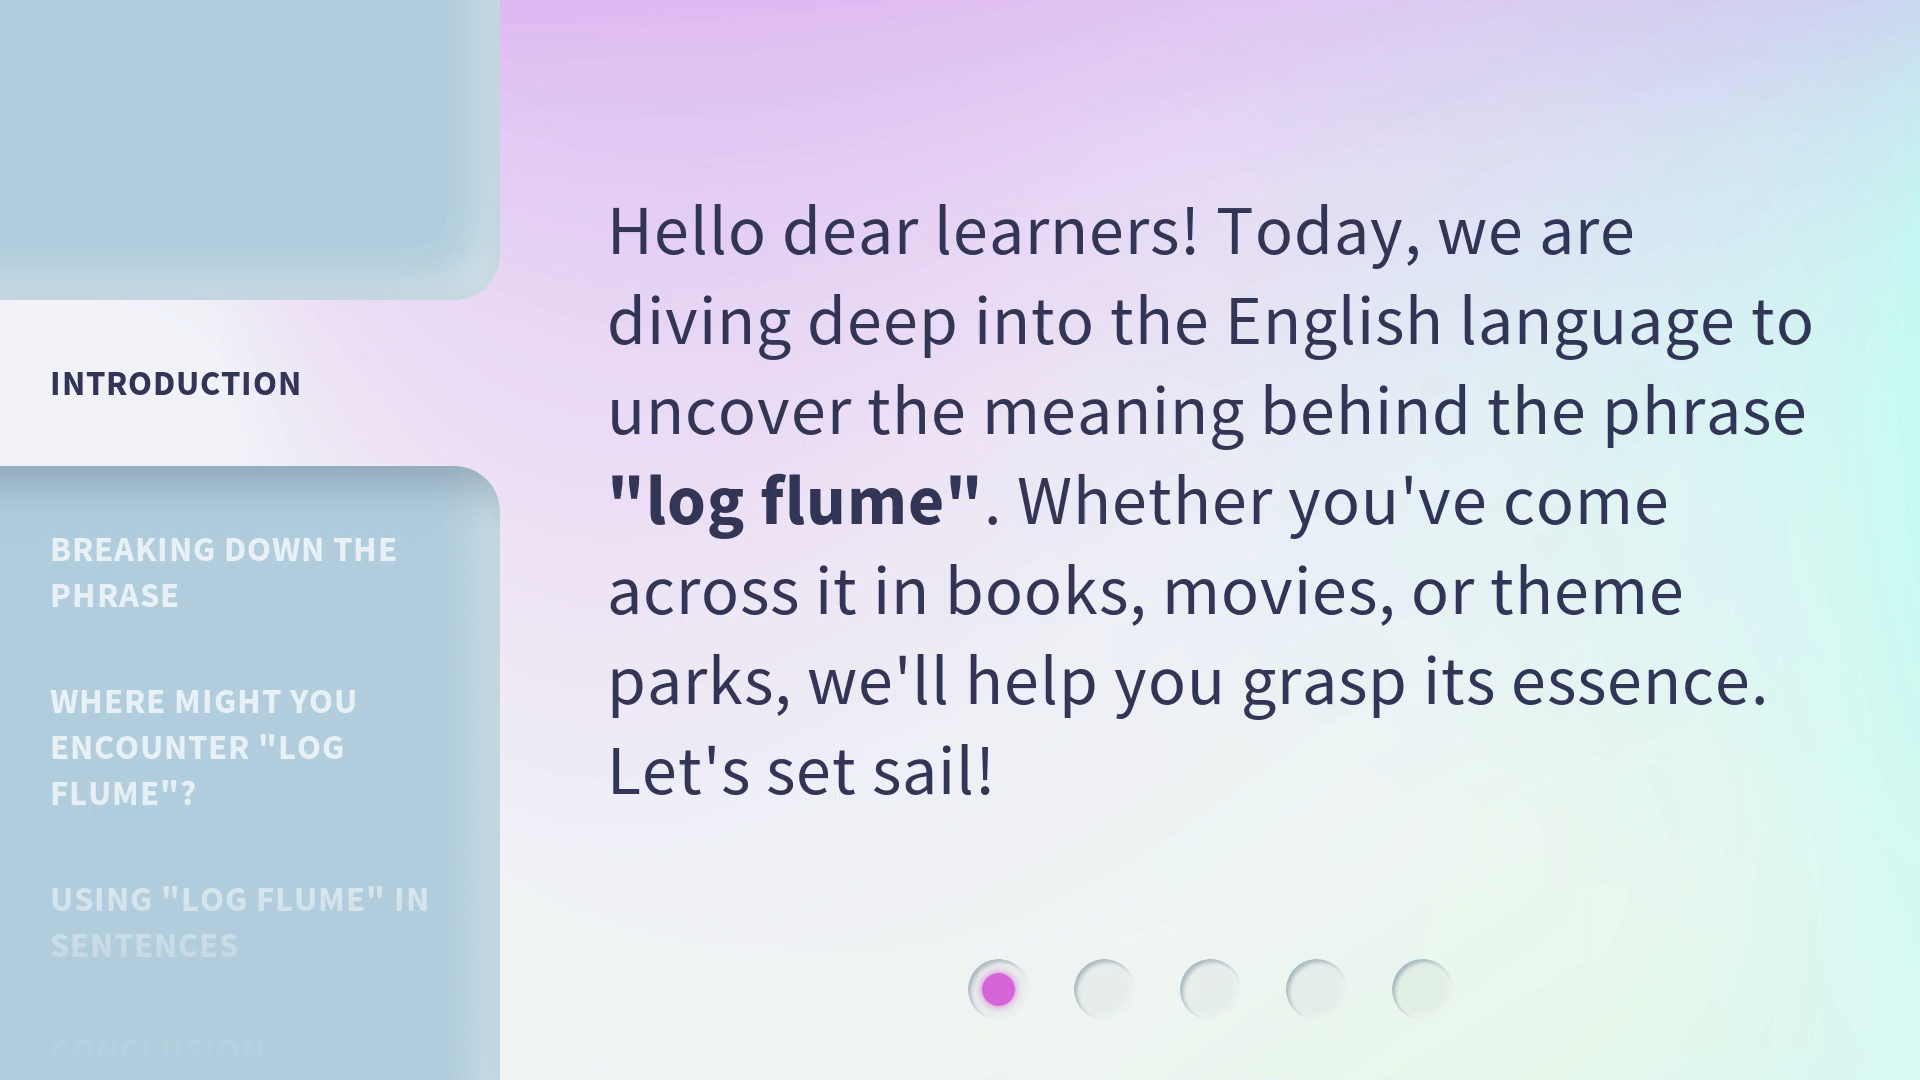 INTRODUCTION
BREAKING DOWN THE
PHRASE
WHERE MIGHT YOU
ENCOUNTER "LOG
FLUME"?
USING "LOG FLUME" IN
SENTENCES
CONCLUSION
Hello dear learners! Today, we are
diving deep into the English language to
uncover the meaning behind the phrase
"log flume". Whether you've come
across it in books, movies, or theme
parks, we'll help you grasp its essence.
Let's set sail!